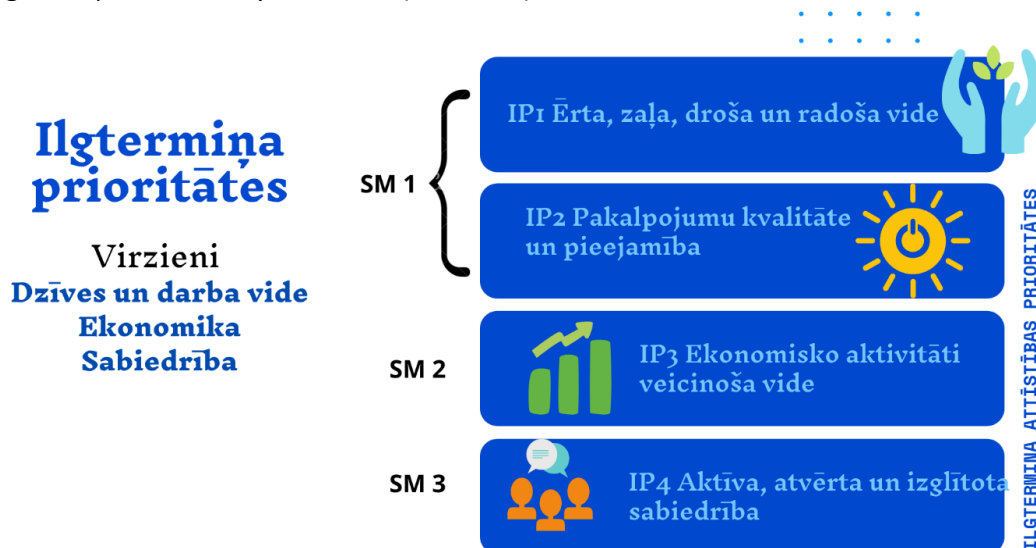 Ilgtermiņa
prioritātes
Virzieni
Dzīves un darba vide
Ekonomika
Sabiedrība
SM 1
IP1 Ērta, zaļa, droša un radoša vide
IP2 Pakalpojumu kvalitāte
un pieejamība
SM 2
IP3 Ekonomisko aktivitāti
veicinoša vide
SM 3
IP4 Aktīva, atvērta un izglītota
sabiedrība
ILGTERMIŅA ATTĪSTĪBAS PRIORITĀTES